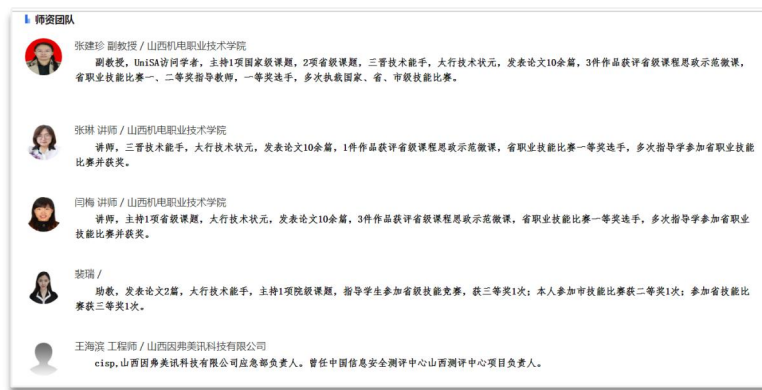 师资团队
张建珍 副教授 / 山西机电职业技术学院
副教授，UniSA访问学者，主持1项国家级课题，2项省级课题，三晋技术能手，太行技术状元，发表论文10余篇，3件作品获评省级课程思政示范微课，
省职业技能比赛一、二等奖指导教师，一等奖选手，多次执裁国家、省、市级技能比赛。
张琳 讲师 / 山西机电职业技术学院
讲师，三晋技术能手，太行技术状元，发表论文10余篇，1件作品获评省级课程思政示范微课，省职业技能比赛一等奖选手，多次指导学参加省职业技能
比赛并获奖。
闫梅 讲师 / 山西机电职业技术学院
讲师，主持1项省级课题，太行技术状元，发表论文10余篇，3件作品获评省级课程思政示范微课，省职业技能比赛一等奖选手，多次指导学参加省职业
技能比赛并获奖。
裴瑞 /
助教，发表论文2篇，太行技术能手，主持1项院级课题，指导学生参加省级技能竞赛，获三等奖1次；本人参加市技能比赛获二等奖1次；参加省技能比
赛获三等奖1次。
王海滨 工程师 / 山西因弗美讯科技有限公司
cisp,山西因弗美讯科技有限公司应急部负责人。曾任中国信息安全测评中心山西测评中心项目负责人。